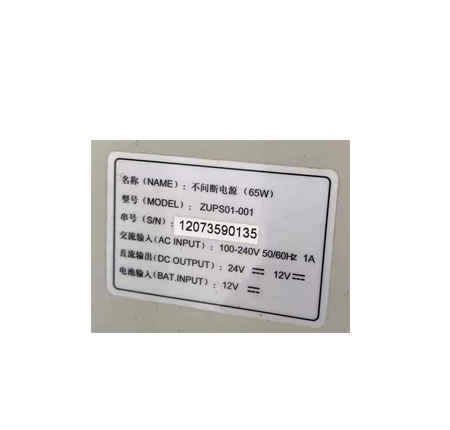 名称（NAME）：不间断电源（65W）
型号（MODEL）：ZUPS01-001
串号（S/N）：12073590135
交流输入（AC INPUT）：100-240V 50/60Hz 1A
直流输出（DC OUTPUT）：24V ⎓ 12V ⎓
电池输入（BAT.INPUT）：12V ⎓